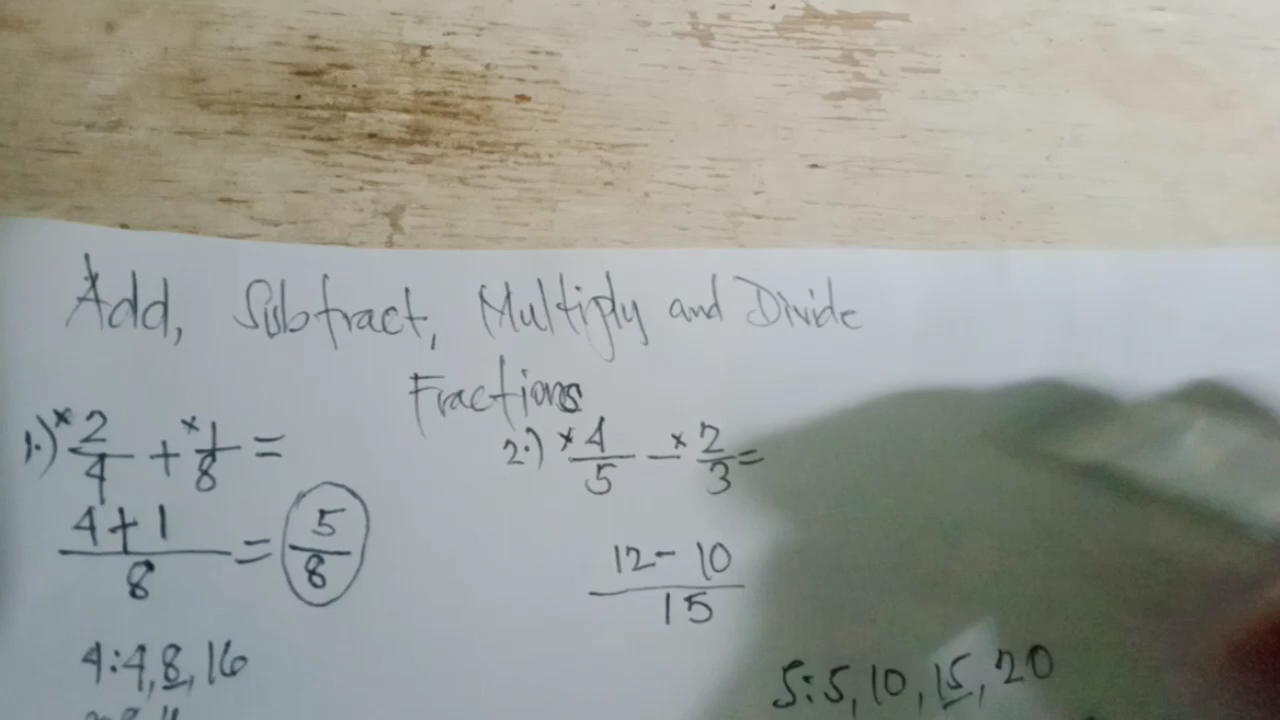 Add, Subtract, Multiply and Divide
Fractions
1.) × 2/4 + × 1/8 =
4+1/8 = 5/8
4:4, 8, 16
2.) × 4/5 - × 2/3 =
12 - 10/15
5:5, 10, 15, 20